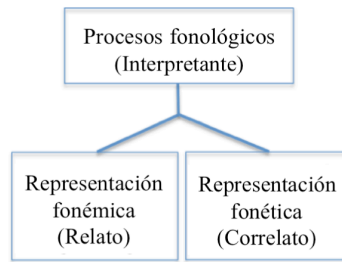 Procesos fonológicos
(Interpretante)
Representación
fonémica
(Relato)
Representación
fonética
(Correlato)